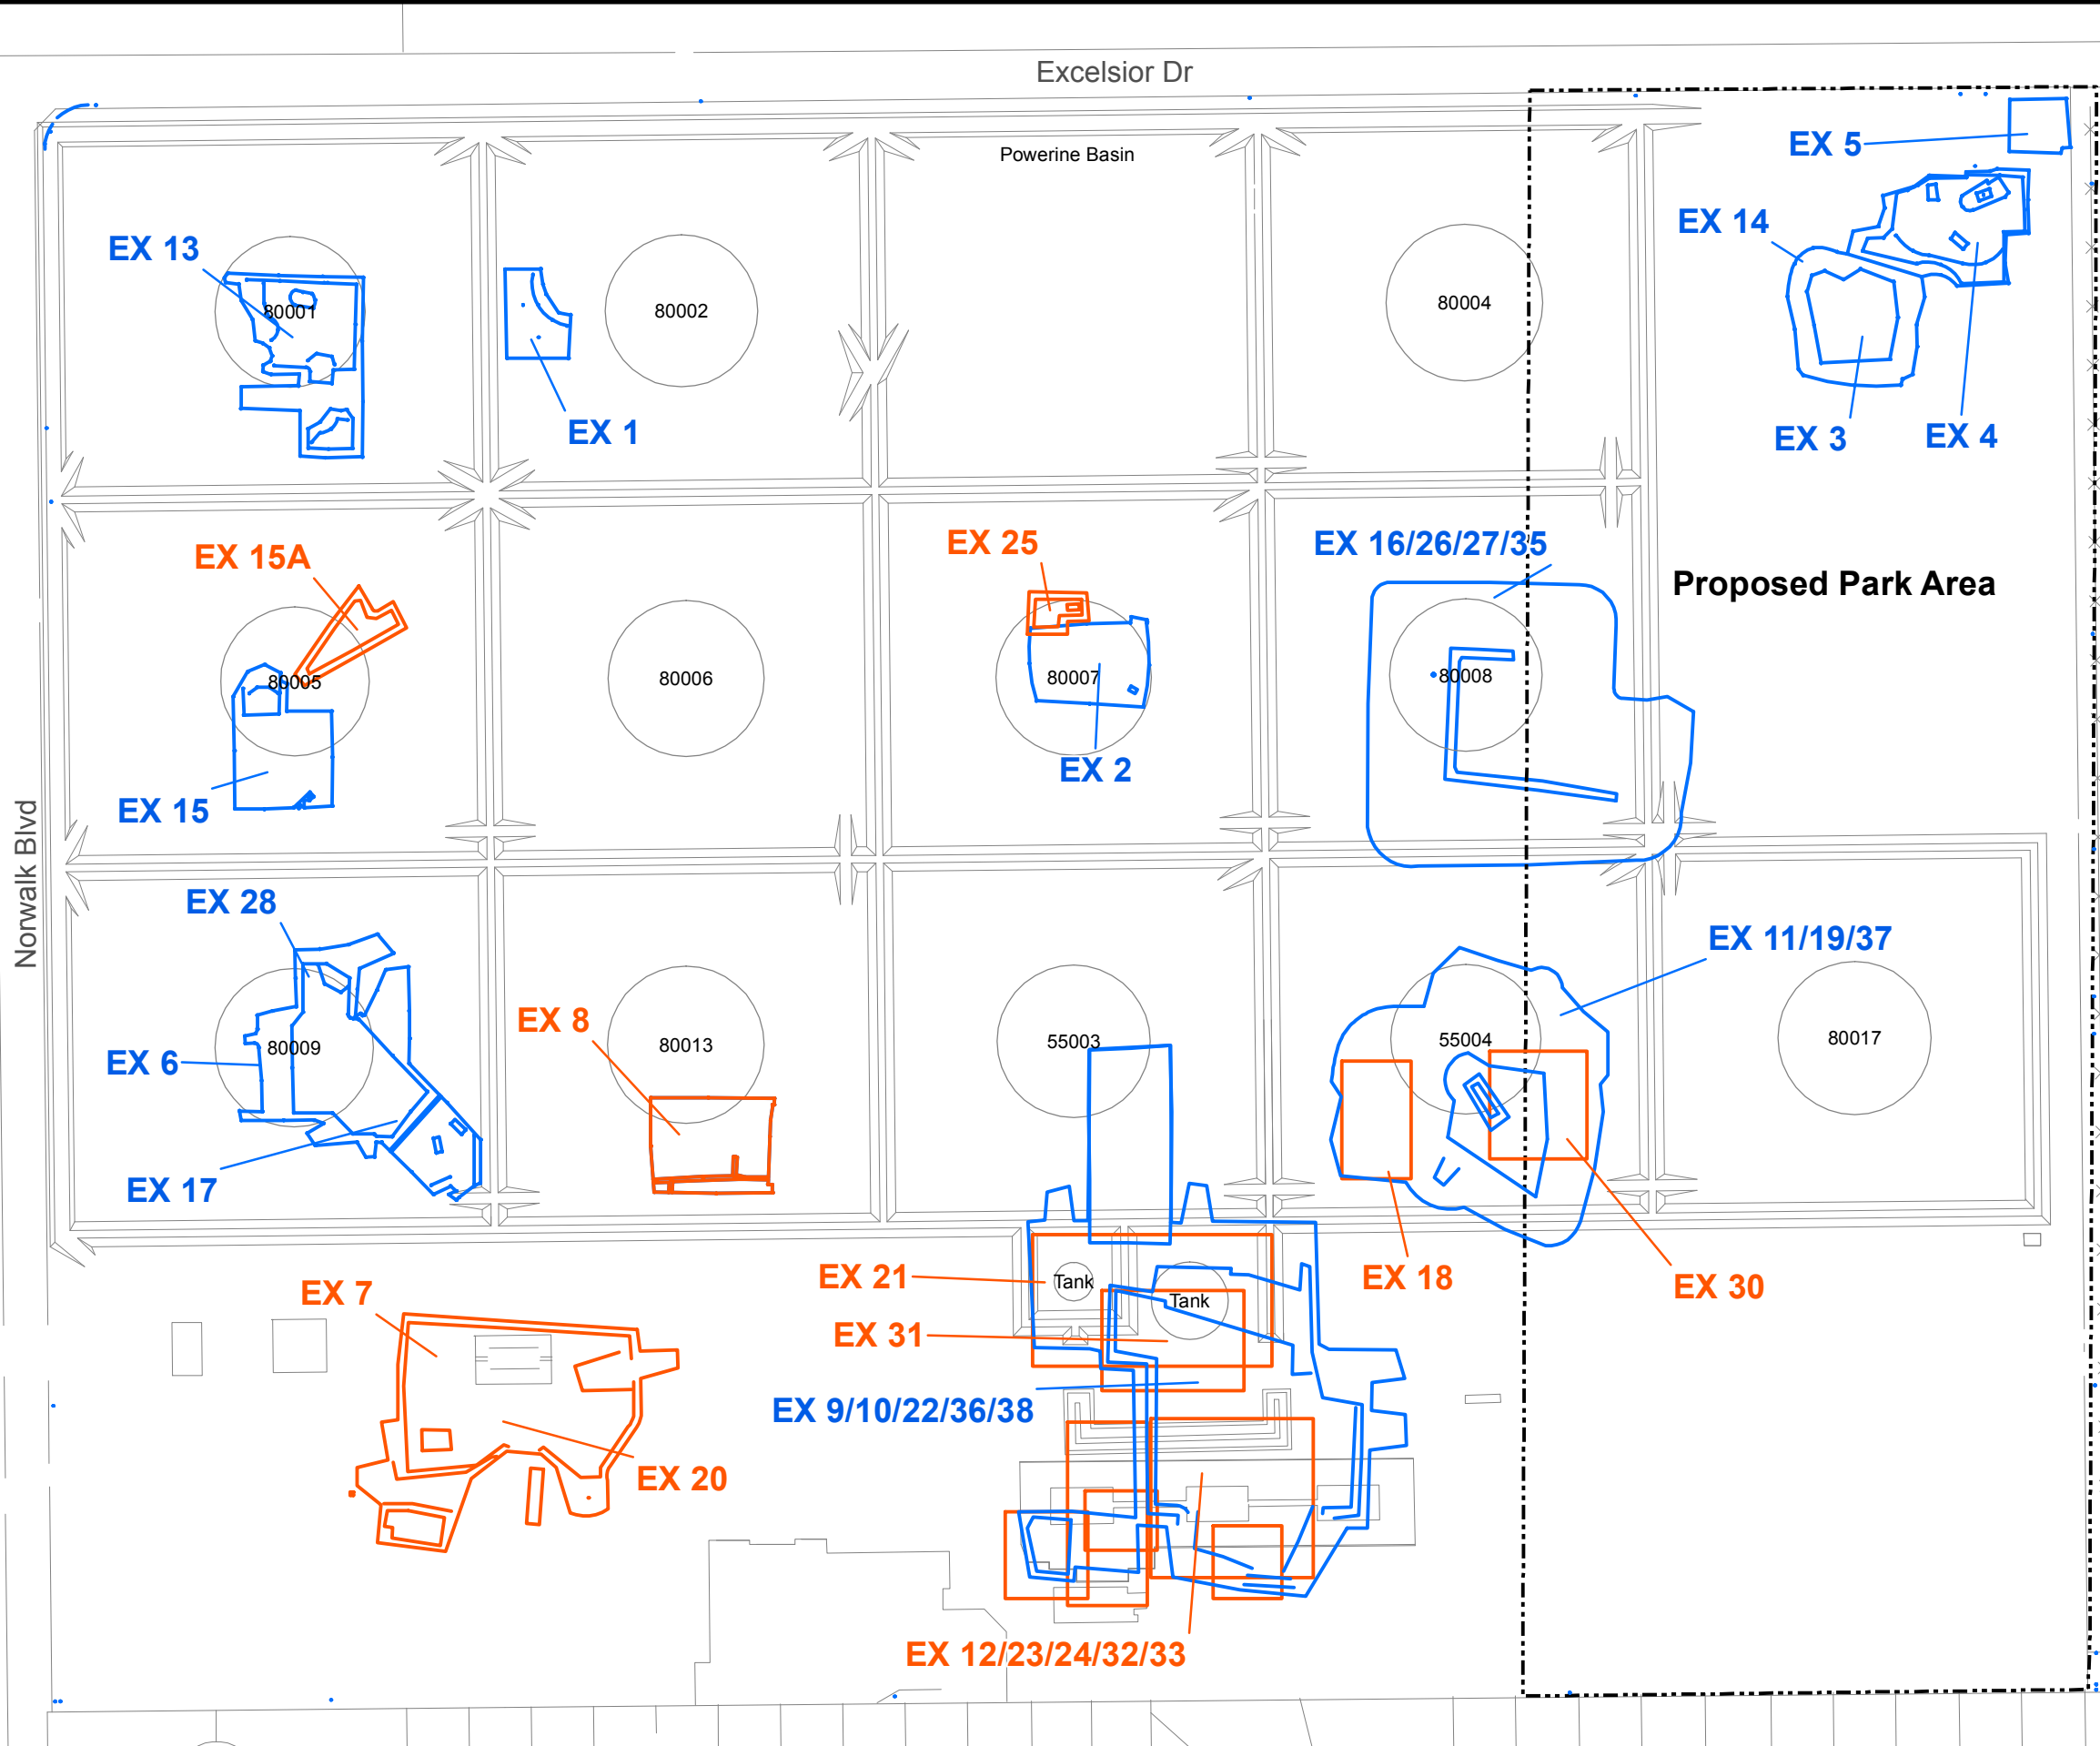 Excelsior Dr
Powerine Basin
EX 5
EX 14
EX 13
80001
80002
80004
EX 1
EX 3
EX 4
EX 15A
EX 25
EX 16/26/27/35
Proposed Park Area
80005
80006
80007
80008
EX 2
EX 15
Norwalk Blvd
EX 28
EX 11/19/37
EX 8
80009
80013
55003
55004
80017
EX 6
EX 17
EX 21
Tank
EX 18
EX 30
EX 7
Tank
EX 31
EX 9/10/22/36/38
EX 20
EX 12/23/24/32/33